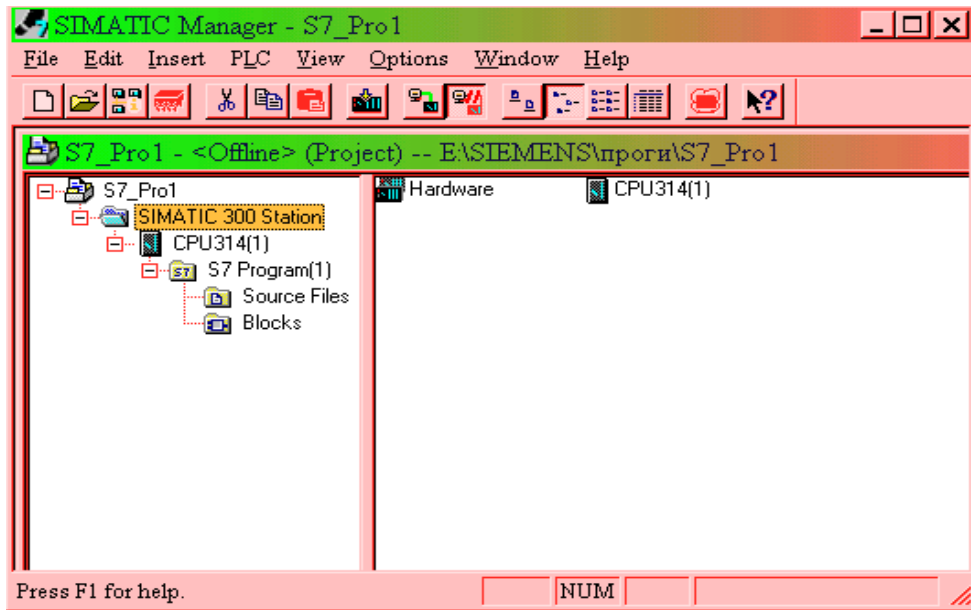 SIMATIC Manager - S7_Pro1
File Edit Insert PLC View Options Window Help
S7_Pro1 - <Offline> (Project) -- E:\SIEMENS\проги\S7_Pro1
S7_Pro1
SIMATIC 300 Station
CPU314(1)
S7 Program(1)
Source Files
Blocks
Hardware CPU314(1)
Press F1 for help. NUM